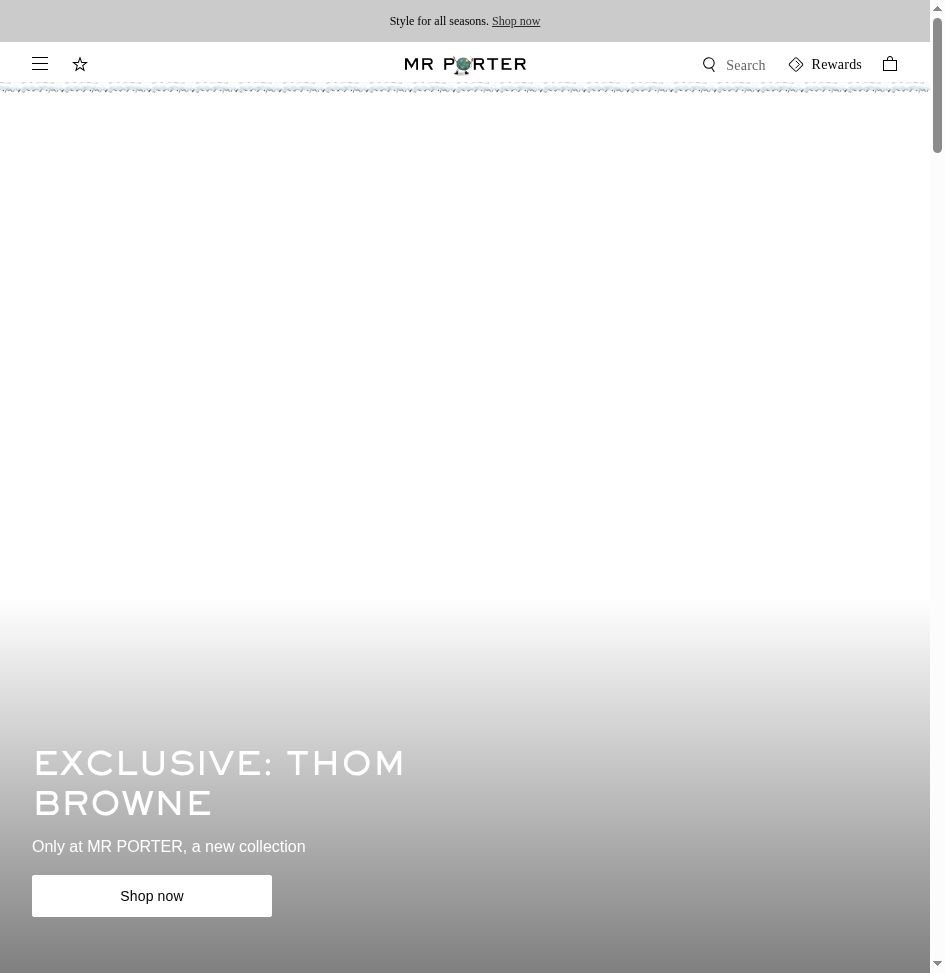 Style for all seasons. Shop now
MR PORTER
Search
Rewards
EXCLUSIVE: THOM
BROWNE
Only at MR PORTER, a new collection
Shop now